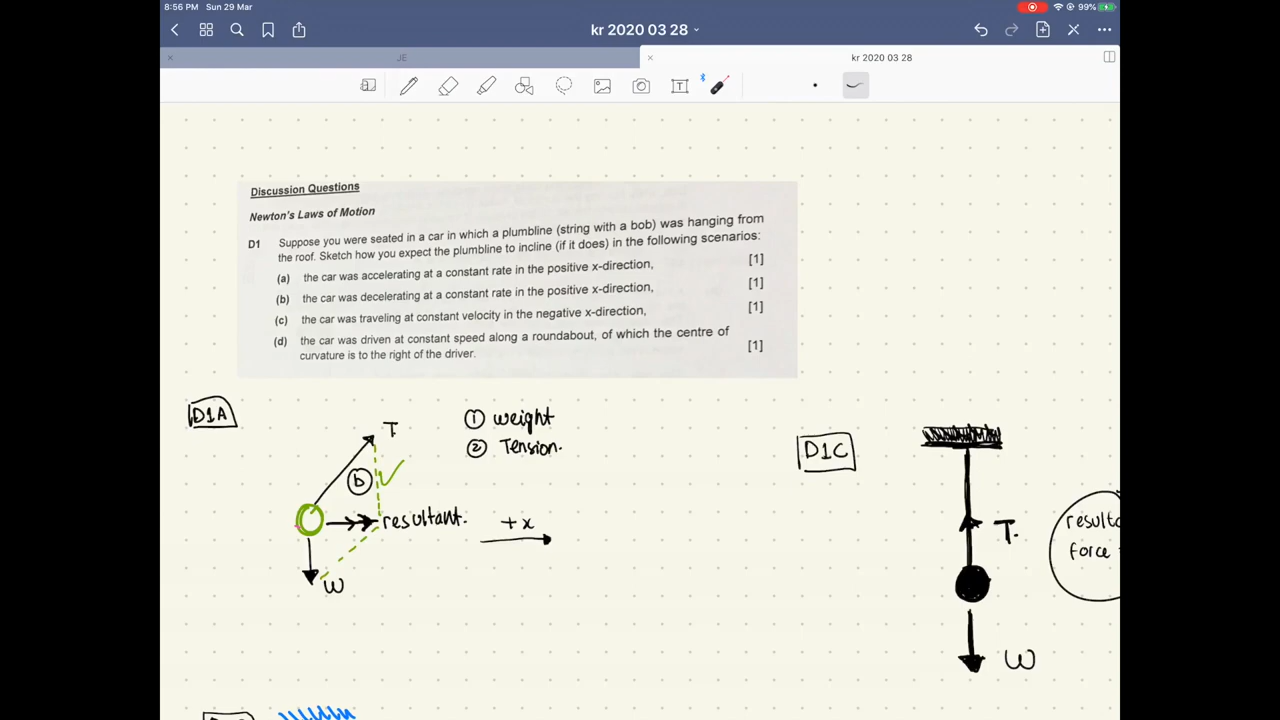 8:56 PM Sun 29 Mar
99%
kr 2020 03 28
JE
kr 2020 03 28
Discussion Questions
Newton's Laws of Motion
D1 Suppose you were seated in a car in which a plumbline (string with a bob) was hanging from
the roof. Sketch how you expect the plumbline to incline (if it does) in the following scenarios:
(a) the car was accelerating at a constant rate in the positive x-direction, [1]
(b) the car was decelerating at a constant rate in the positive x-direction, [1]
(c) the car was traveling at constant velocity in the negative x-direction, [1]
(d) the car was driven at constant speed along a roundabout, of which the centre of
curvature is to the right of the driver. [1]
D1A
T
① weight
② Tension.
b
resultant.
+x
W
D1C
T.
W
force